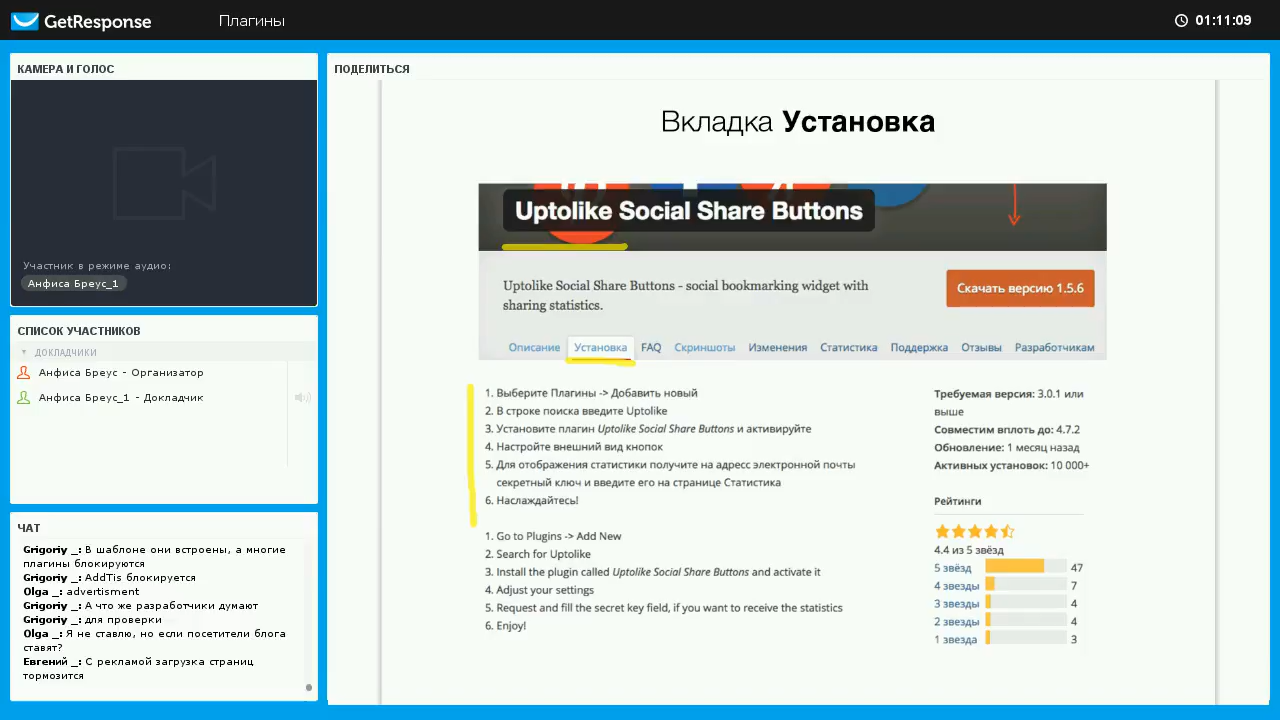 GetResponse
Плагины
01:11:09
КАМЕРА И ГОЛОС
Участник в режиме аудио:
Анфиса Бреус_1
СПИСОК УЧАСТНИКОВ
ДОКЛАДЧИКИ
Анфиса Бреус - Организатор
Анфиса Бреус_1 - Докладчик
ЧАТ
Grigoriy _: В шаблоне они встроены, а многие
плагины блокируются
Grigoriy _: AddTis блокируется
Olga _: advertisment
Grigoriy _: А что же разработчики думают
Grigoriy _: для проверки
Olga _: Я не ставлю, но если посетители блога
ставят?
Евгений _: С рекламой загрузка страниц
тормозится
ПОДЕЛИТЬСЯ
Вкладка Установка
Uptolike Social Share Buttons
Uptolike Social Share Buttons - social bookmarking widget with
sharing statistics.
Скачать версию 1.5.6
Описание Установка FAQ Скриншоты Изменения Статистика Поддержка Отзывы Разработчикам
1. Выберите Плагины -> Добавить новый
2. В строке поиска введите Uptolike
3. Установите плагин Uptolike Social Share Buttons и активируйте
4. Настройте внешний вид кнопок
5. Для отображения статистики получите на адресс электронной почты
секретный ключ и введите его на странице Статистика
6. Наслаждайтесь!
1. Go to Plugins -> Add New
2. Search for Uptolike
3. Install the plugin called Uptolike Social Share Buttons and activate it
4. Adjust your settings
5. Request and fill the secret key field, if you want to receive the statistics
6. Enjoy!
Требуемая версия: 3.0.1 или
выше
Совместим вплоть до: 4.7.2
Обновление: 1 месяц назад
Активных установок: 10 000+
Рейтинги
4.4 из 5 звёзд
5 звёзд 47
4 звезды 7
3 звезды 4
2 звезды 4
1 звезда 3